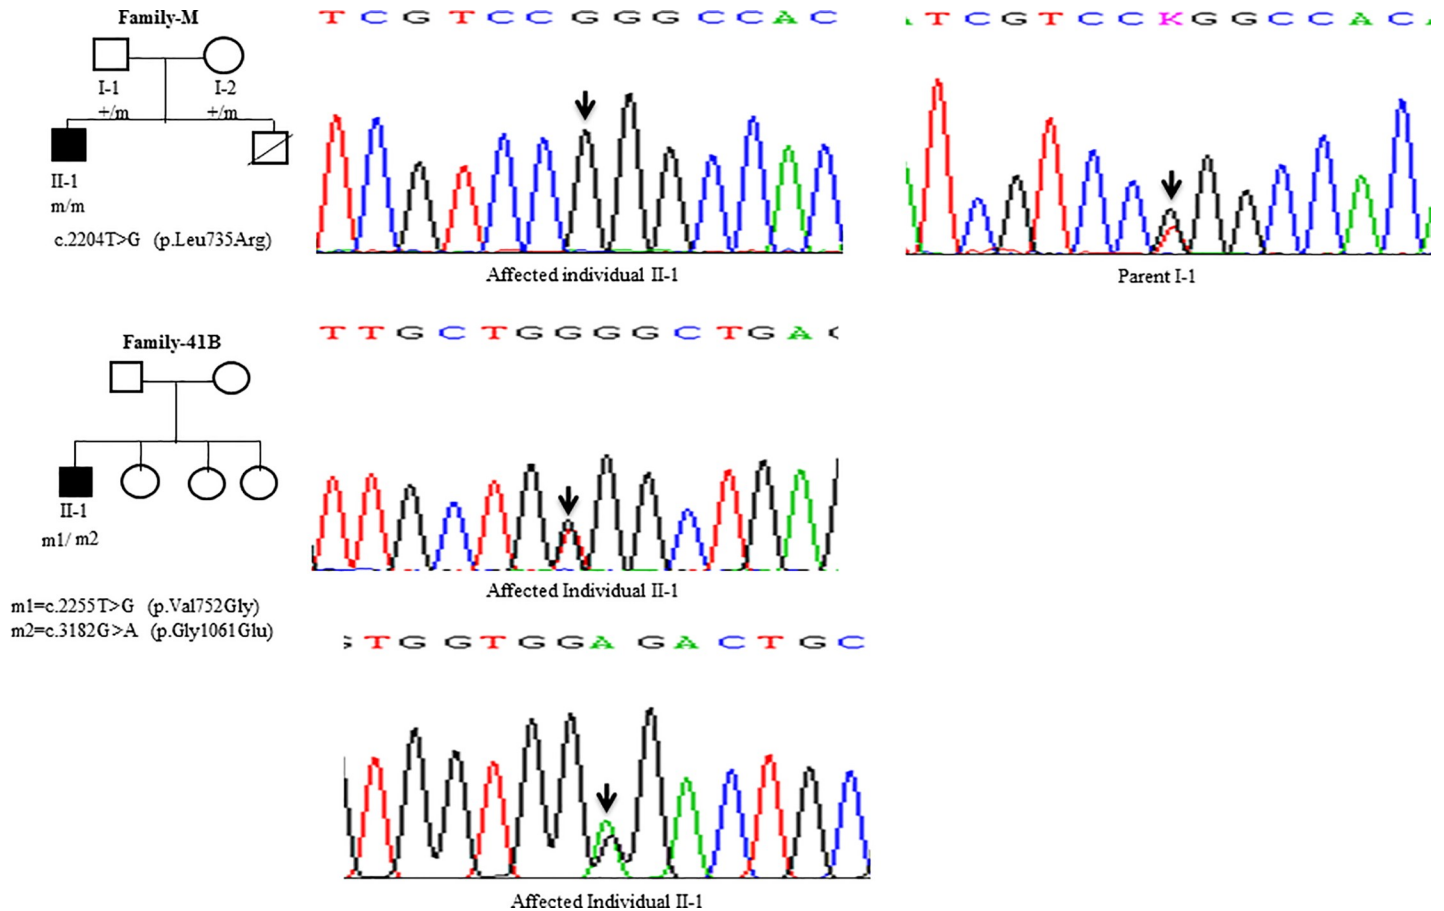 Family-M
T C G T C C G G G C C A C
T C G T C C K G G C C A C
I-1
I-2
+/m
+/m
II-1
m/m
c.2204T>G (p.Leu735Arg)
Affected individual II-1
Parent I-1
Family-41B
T T G C T G G G G C T G A
II-1
m1/ m2
Affected Individual II-1
m1=c.2255T>G (p.Val752Gly)
m2=c.3182G>A (p.Gly1061Glu)
T G G T G G A G A C T G C
Affected Individual II-1